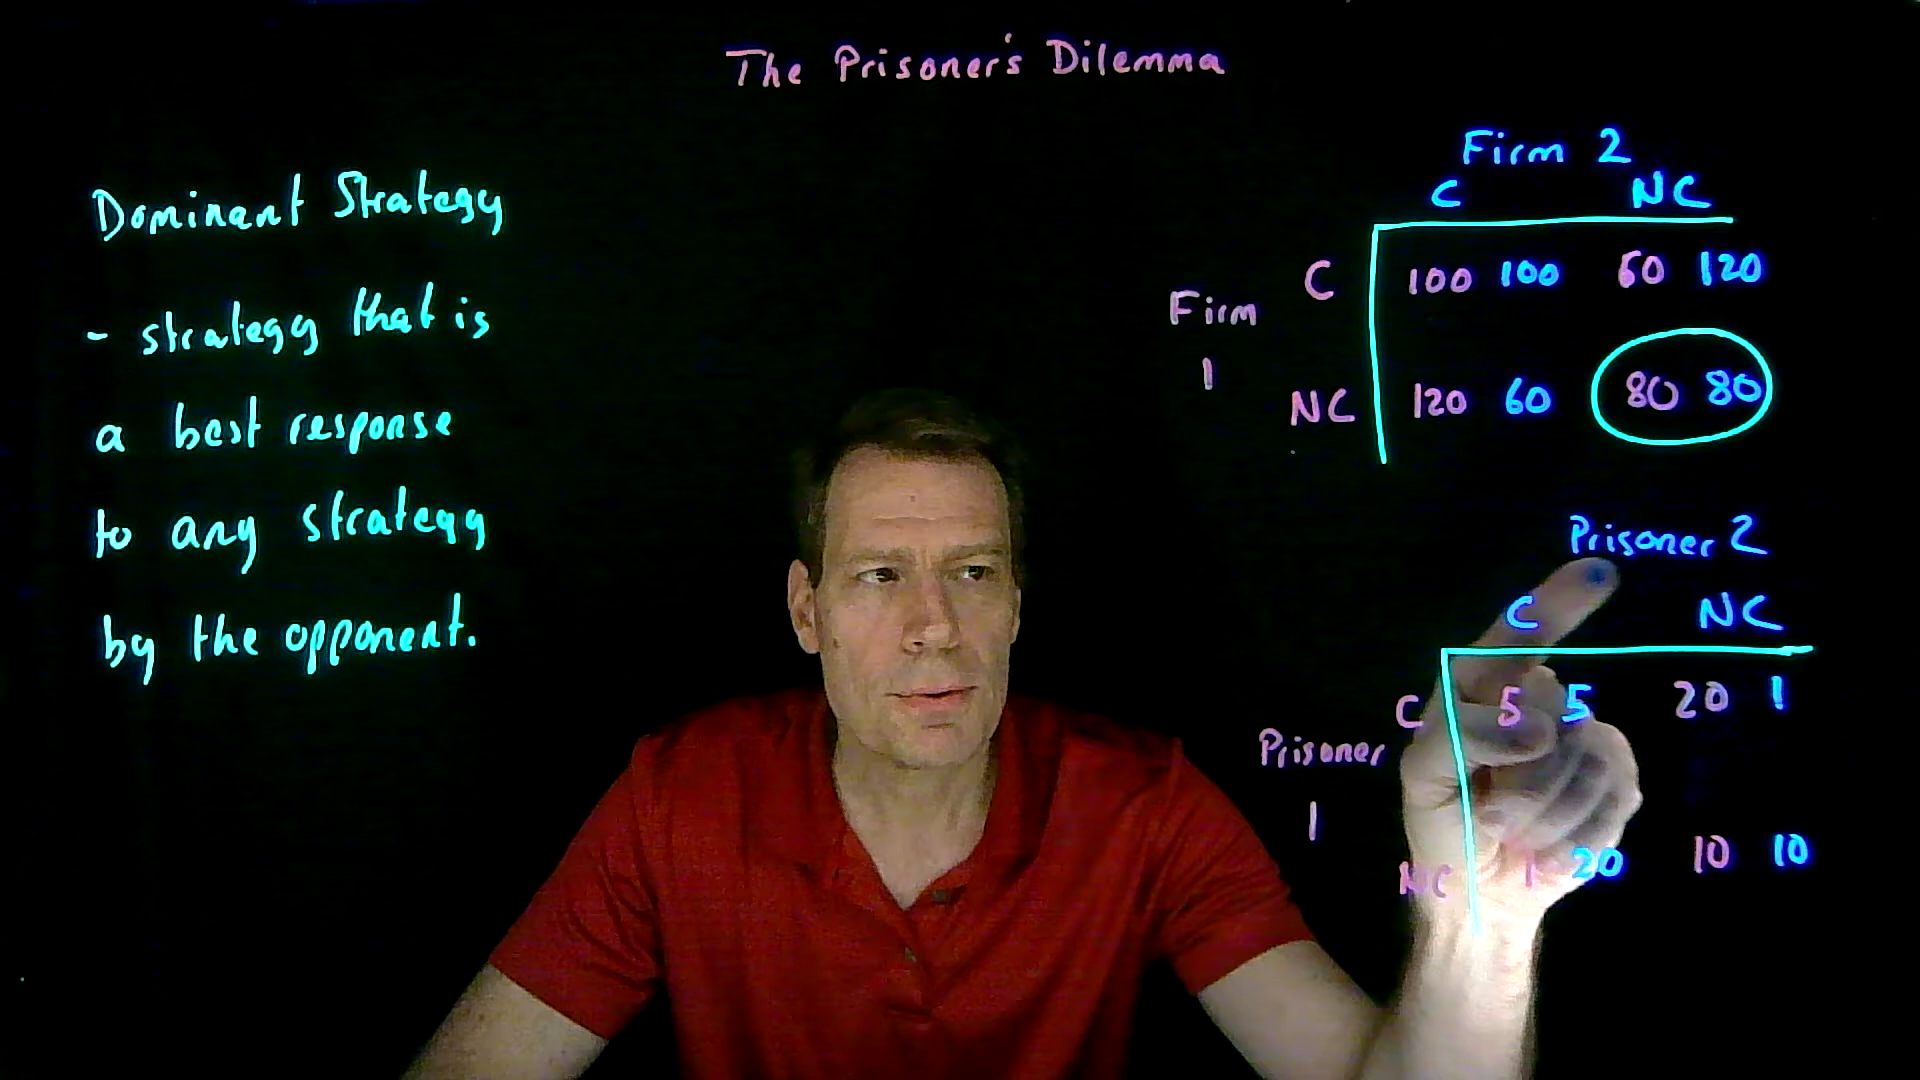 The Prisoner's Dilemma
Dominant Strategy
- strategy that is
a best response
to any strategy
by the opponent.
Firm 2
C NC
C 100 100 60 120
Firm
1
NC 120 60 80 80
Prisoner 2
C NC
C 5 5 20 1
Prisoner
1
NC 1 20 10 10